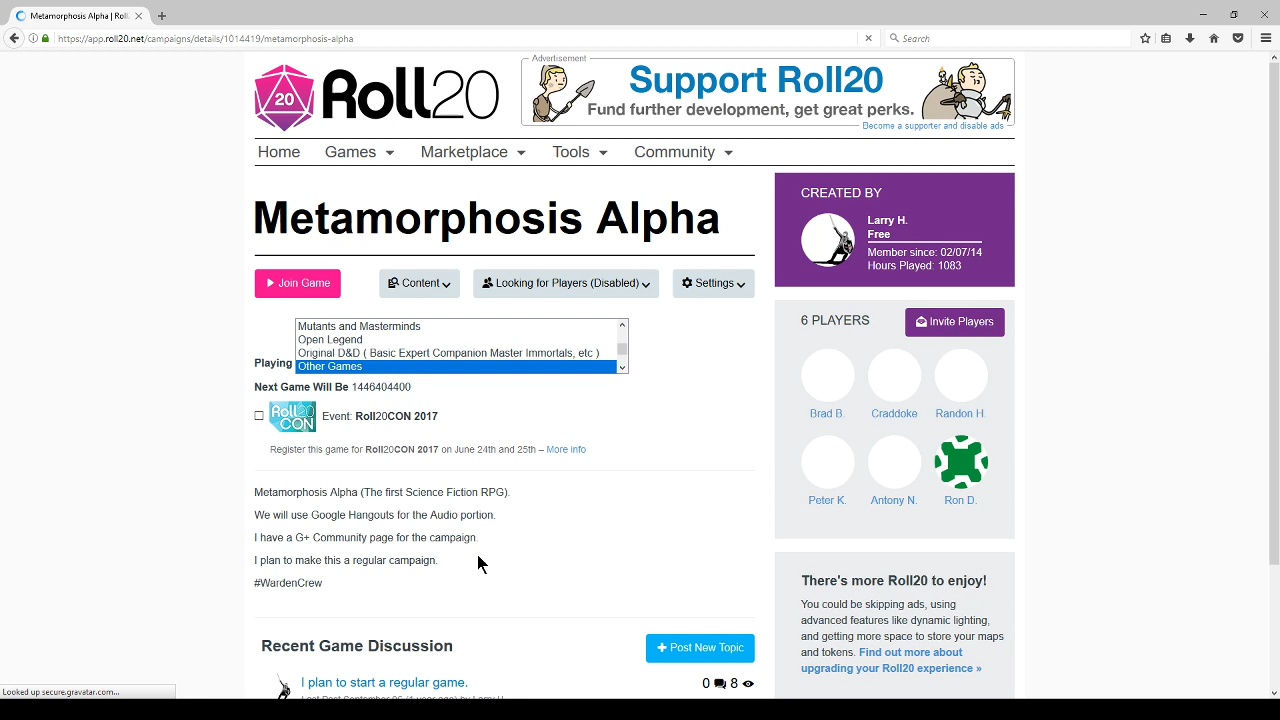 Metamorphosis Alpha | Roll
https://app.roll20.net/campaigns/details/1014419/metamorphosis-alpha
Search
20
Roll20
Advertisement
Support Roll20
Fund further development, get great perks.
Become a supporter and disable ads
Home
Games
Marketplace
Tools
Community
Metamorphosis Alpha
Join Game
Content
Looking for Players (Disabled)
Settings
Playing
Mutants and Masterminds
Open Legend
Original D&D ( Basic Expert Companion Master Immortals, etc )
Other Games
Next Game Will Be 1446404400
Roll20 CON
Event: Roll20CON 2017
Register this game for Roll20CON 2017 on June 24th and 25th – More info
Metamorphosis Alpha (The first Science Fiction RPG).
We will use Google Hangouts for the Audio portion.
I have a G+ Community page for the campaign.
I plan to make this a regular campaign.
#WardenCrew
Recent Game Discussion
Post New Topic
I plan to start a regular game.
0 8
CREATED BY
Larry H.
Free
Member since: 02/07/14
Hours Played: 1083
6 PLAYERS
Invite Players
Brad B.
Craddoke
Randon H.
Peter K.
Antony N.
Ron D.
There's more Roll20 to enjoy!
You could be skipping ads, using
advanced features like dynamic lighting,
and getting more space to store your maps
and tokens. Find out more about
upgrading your Roll20 experience »
Looked up secure.gravatar.com...